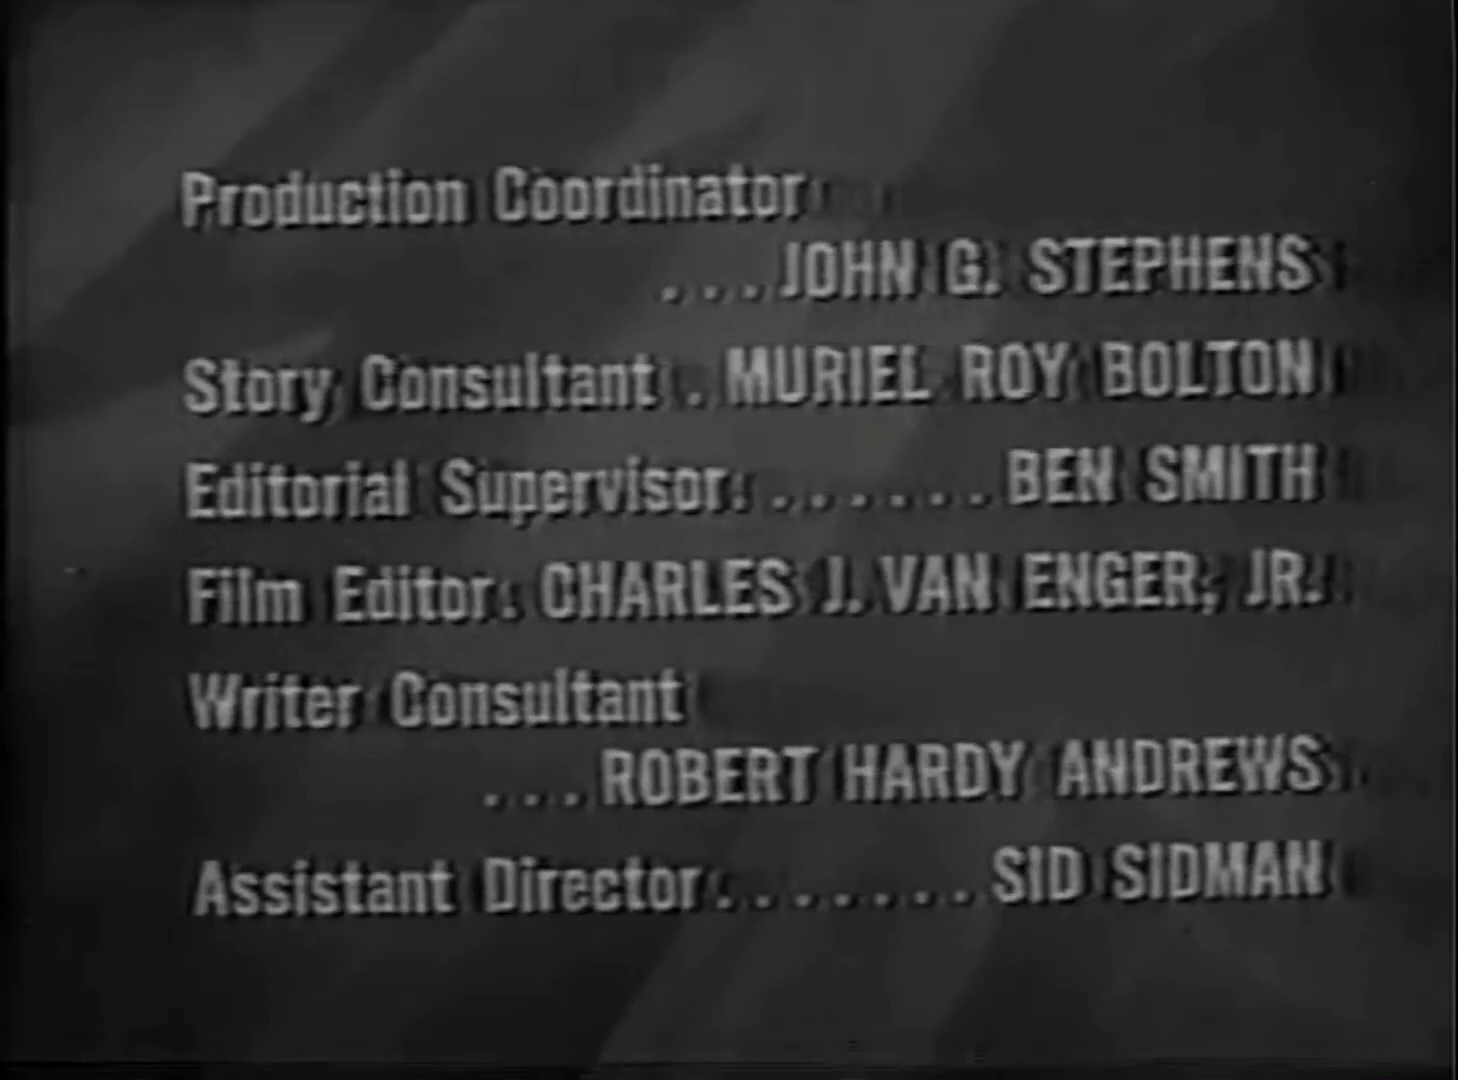 Production Coordinator
...JOHN G. STEPHENS
Story Consultant . MURIEL ROY BOLTON
Editorial Supervisor. ...... BEN SMITH
Film Editor. CHARLES J. VAN ENGER, JR.
Writer Consultant
...ROBERT HARDY ANDREWS
Assistant Director.......SID SIDMAN